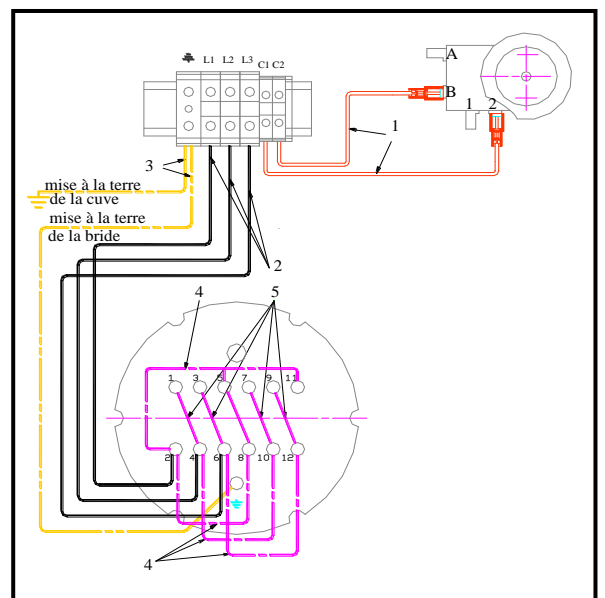 L1 L2 L3 C1 C2
A
B
1 2
1
3
mise à la terre
de la cuve
mise à la terre
de la bride
2
4 5
1 3 5 7 9 11
2 4 6 8 10 12
4